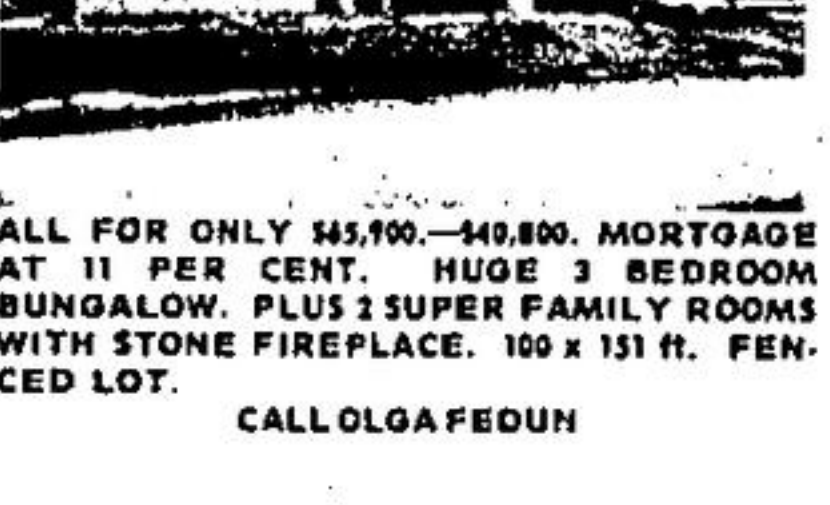 ALL FOR ONLY $65,900.—$40,800. MORTGAGE
AT 11 PER CENT. HUGE 3 BEDROOM
BUNGALOW. PLUS 2 SUPER FAMILY ROOMS
WITH STONE FIREPLACE. 100 x 151 ft. FEN-
CED LOT.
CALL OLGA FEDUN